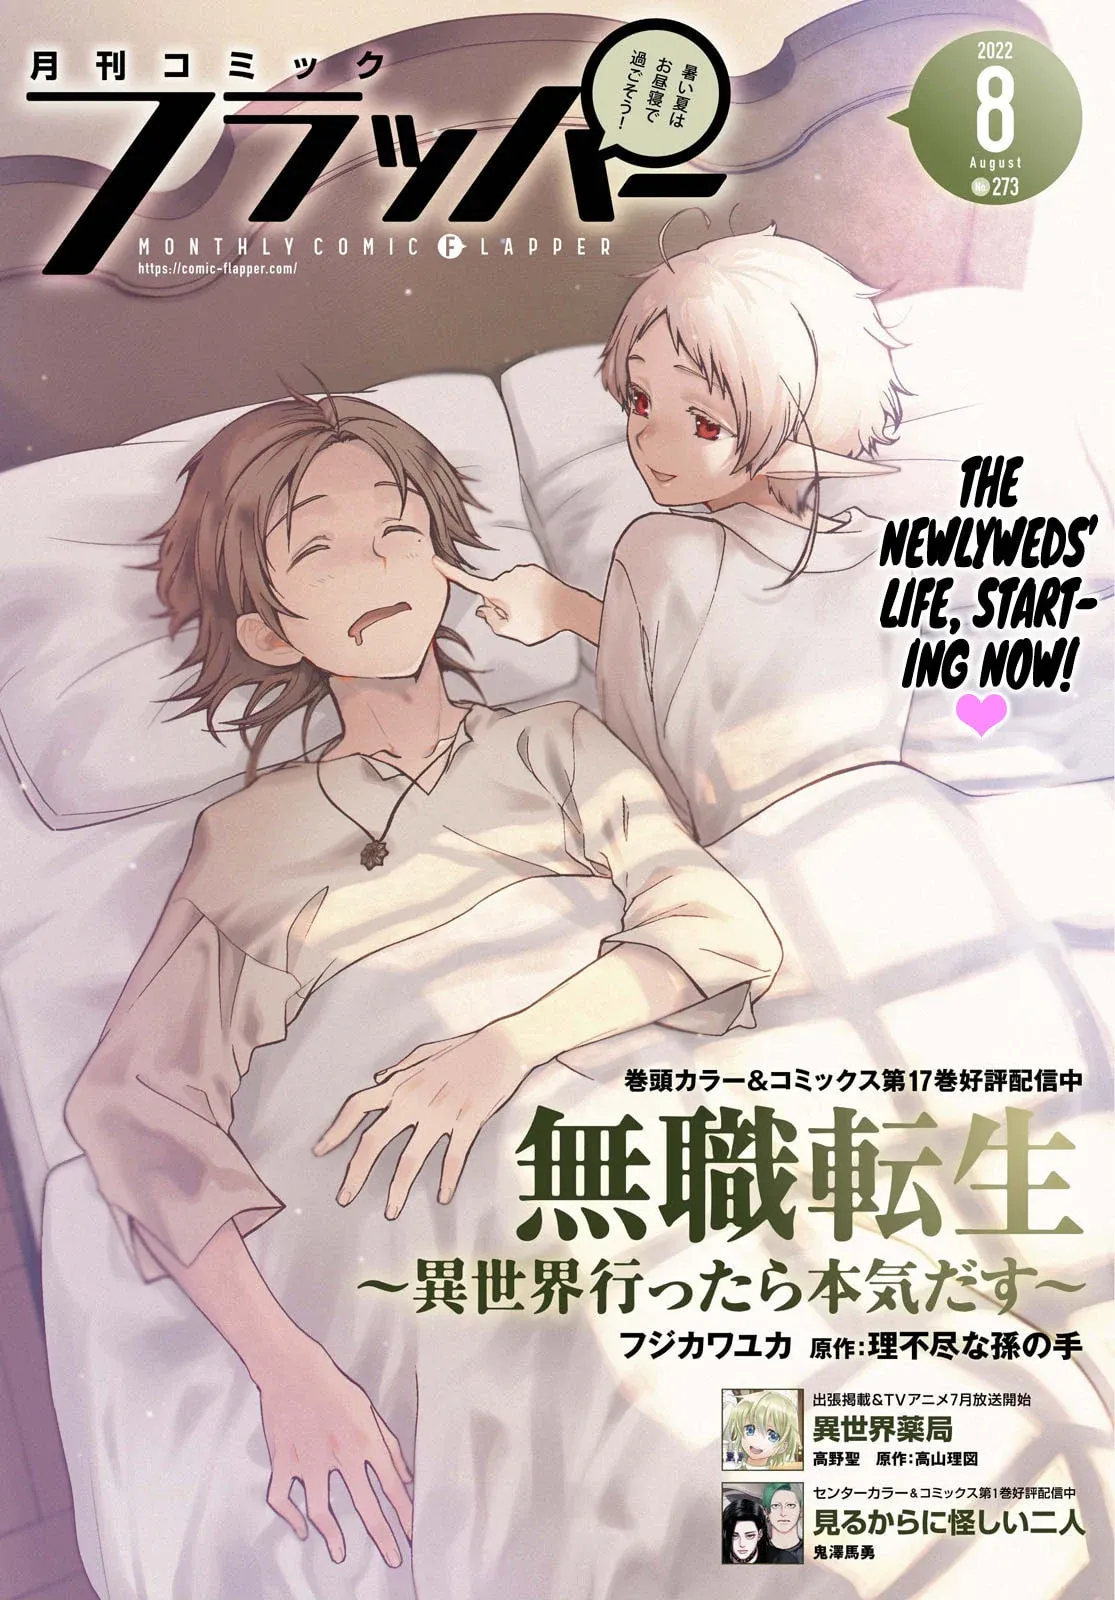 月刊コミック
フラッパー
暑い夏は
お昼寝で
過ごそう！
MONTHLY COMIC FLAPPER
https://comic-flapper.com/
2022
8
August
No. 273
THE
NEWLYWEDS'
LIFE, START-
ING NOW!
巻頭カラー＆コミックス第17巻好評配信中
無職転生
～異世界行ったら本気だす～
フジカワユカ 原作：理不尽な孫の手
出張掲載＆TVアニメ7月放送開始
異世界薬局
高野聖 原作：高山理図
センターカラー＆コミックス第1巻好評配信中
見るからに怪しい二人
鬼澤馬勇